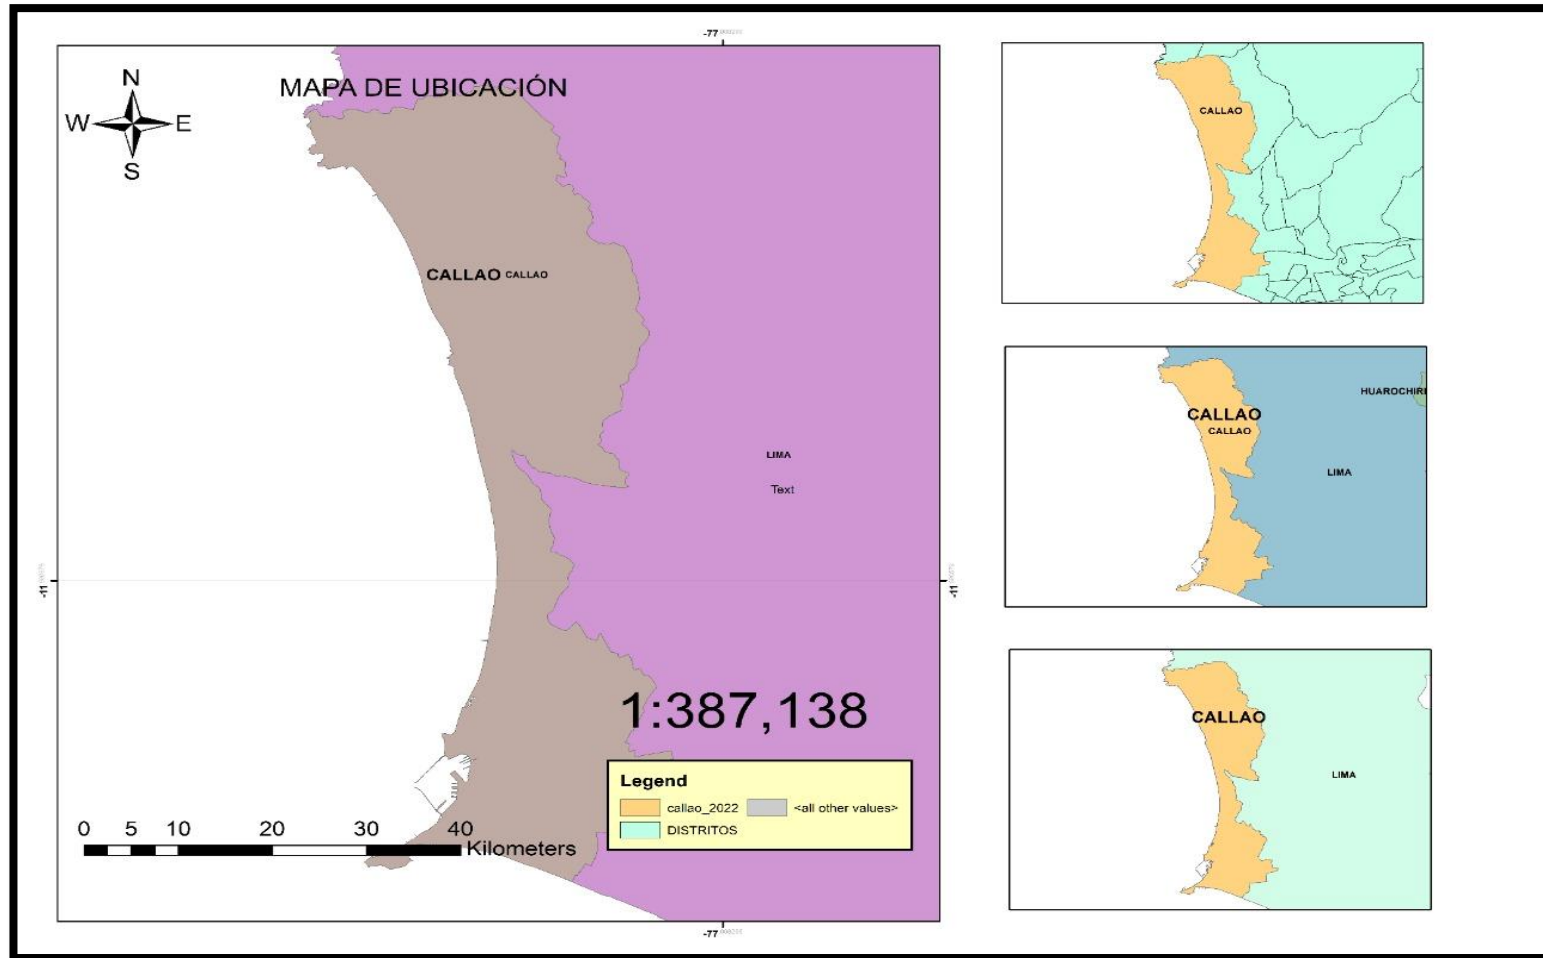 -77
MAPA DE UBICACIÓN
N
W
E
S
CALLAO CALLAO
LIMA
Text
-11
-11
1:387,138
Legend
callao_2022 <all other values>
DISTRITOS
0 5 10 20 30 40
Kilometers
-77
CALLAO
HUAROCHIRI
CALLAO
CALLAO
LIMA
CALLAO
LIMA